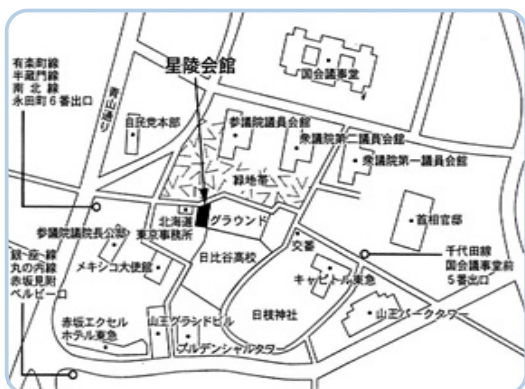 有楽町線
半蔵門線
南北線
永田町6番出口
青山通り
星陵会館
国会議事堂
自民党本部
参議院議員会館
衆議院第二議員会館
衆議院第一議員会館
緑地帯
北海道
東京事務所
グラウンド
首相官邸
参議院議院長公邸
日比谷高校
交番
千代田線
国会議事堂前
5番出口
銀座線
丸の内線
赤坂見附
ベルビー口
メキシコ大使館
キャピトル東急
日枝神社
山王パークタワー
赤坂エクセル
ホテル東急
山王グランドビル
プルデンシャルタワー